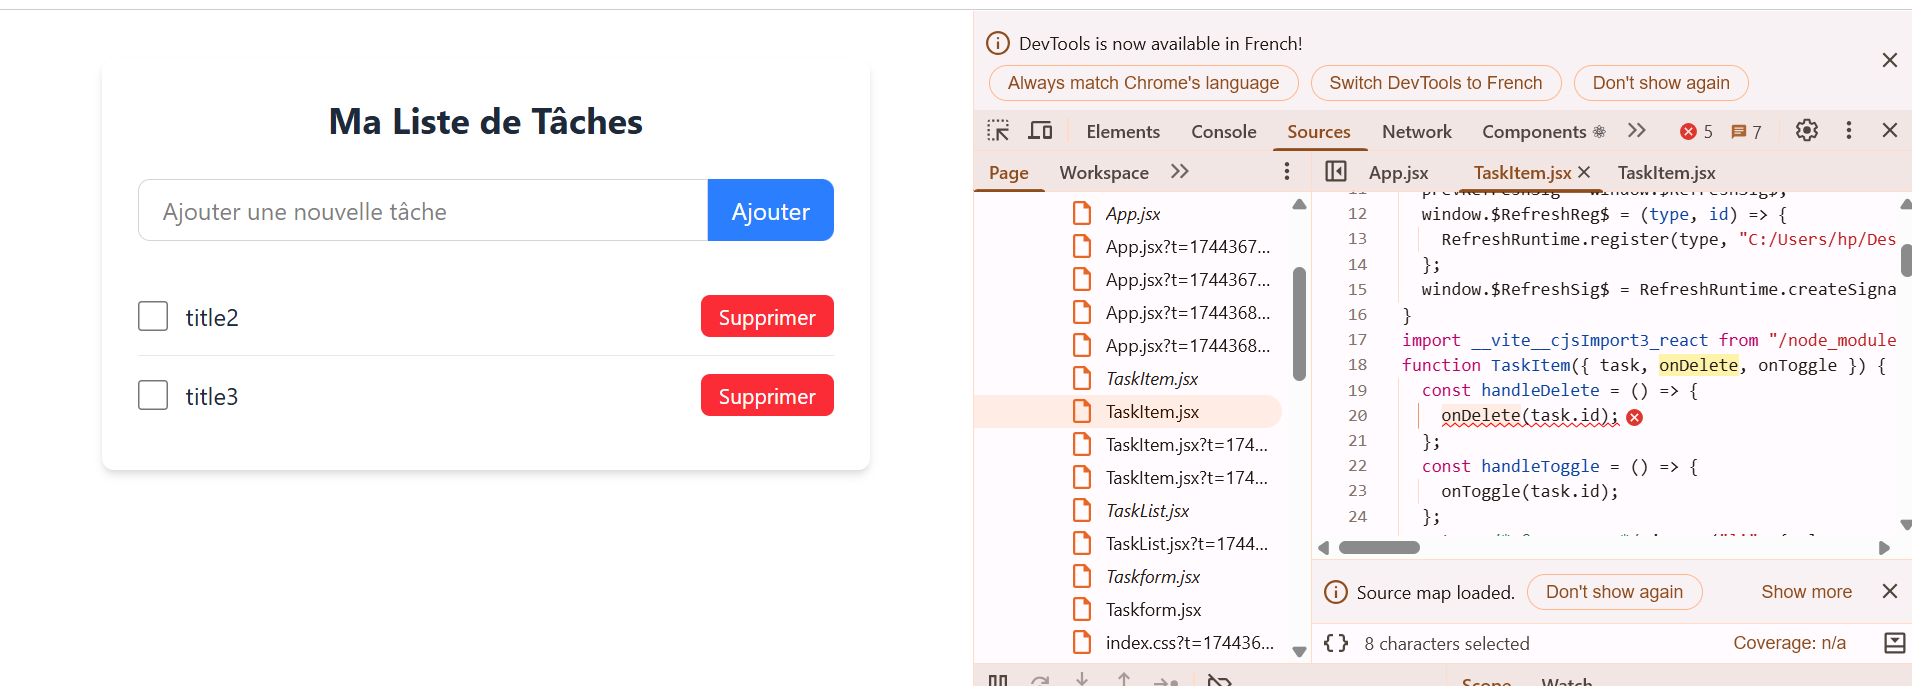 Ma Liste de Tâches
Ajouter une nouvelle tâche
Ajouter
title2
Supprimer
title3
Supprimer
DevTools is now available in French!
Always match Chrome's language
Switch DevTools to French
Don't show again
Elements
Console
Sources
Network
Components
5
7
Page
Workspace
App.jsx
TaskItem.jsx
TaskItem.jsx
App.jsx
App.jsx?t=1744367...
App.jsx?t=1744367...
App.jsx?t=1744368...
App.jsx?t=1744368...
TaskItem.jsx
TaskItem.jsx
TaskItem.jsx?t=174...
TaskItem.jsx?t=174...
TaskList.jsx
TaskList.jsx?t=1744...
Taskform.jsx
Taskform.jsx
index.css?t=174436...
12 window.$RefreshReg$ = (type, id) => {
13 RefreshRuntime.register(type, "C:/Users/hp/Des
14 };
15 window.$RefreshSig$ = RefreshRuntime.createSigna
16 }
17 import __vite__cjsImport3_react from "/node_module
18 function TaskItem({ task, onDelete, onToggle }) {
19 const handleDelete = () => {
20 onDelete(task.id);
21 };
22 const handleToggle = () => {
23 onToggle(task.id);
24 };
Source map loaded.
Don't show again
Show more
{ } 8 characters selected
Coverage: n/a
Scope
Watch